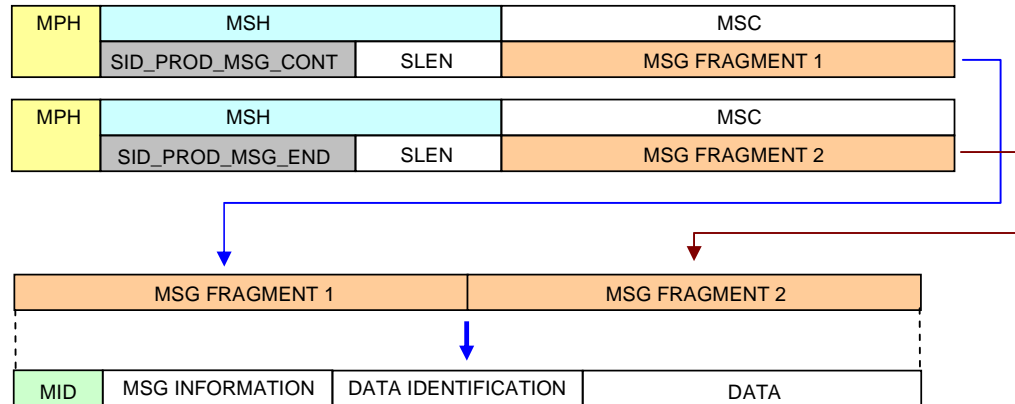 MPH MSH MSC
SID_PROD_MSG_CONT SLEN MSG FRAGMENT 1
MPH MSH MSC
SID_PROD_MSG_END SLEN MSG FRAGMENT 2
MSG FRAGMENT 1 MSG FRAGMENT 2
MID MSG INFORMATION DATA IDENTIFICATION DATA